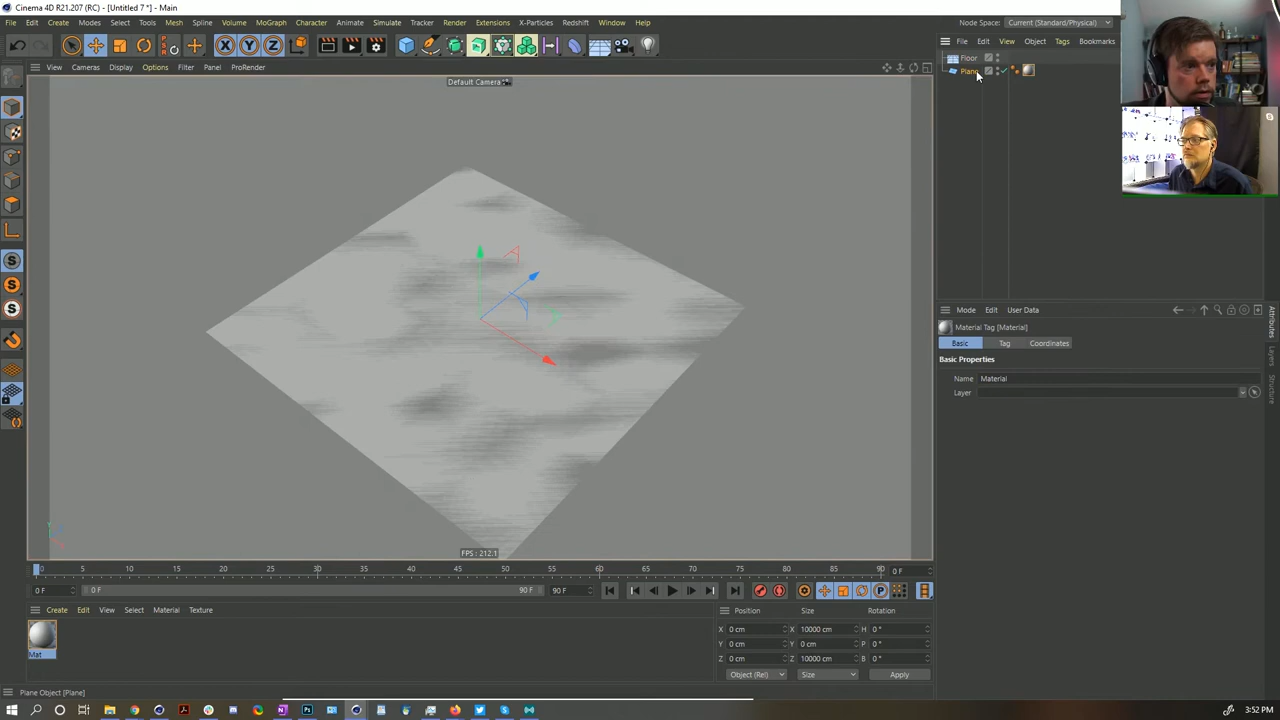 Cinema 4D R21.207 (RC) - [Untitled 7 *] - Main
File Edit Create Modes Select Tools Mesh Spline Volume MoGraph Character Animate Simulate Tracker Render Extensions X-Particles Redshift Window Help
Node Space: Current (Standard/Physical)
View Cameras Display Options Filter Panel ProRender
File Edit View Object Tags Bookmarks
Default Camera
Floor
Plane
Mode Edit User Data
Material Tag [Material]
Basic Tag Coordinates
Basic Properties
Name Material
Layer
Attributes
Layers
Structure
FPS : 212.1
0 5 10 15 20 25 30 35 40 45 50 55 60 65 70 75 80 85 90 0 F
0 F 0 F 90 F 90 F
Create Edit View Select Material Texture
Mat
Position Size Rotation
X 0 cm X 10000 cm H 0 °
Y 0 cm Y 0 cm P 0 °
Z 0 cm Z 10000 cm B 0 °
Object (Rel) Size Apply
Plane Object [Plane]
3:52 PM